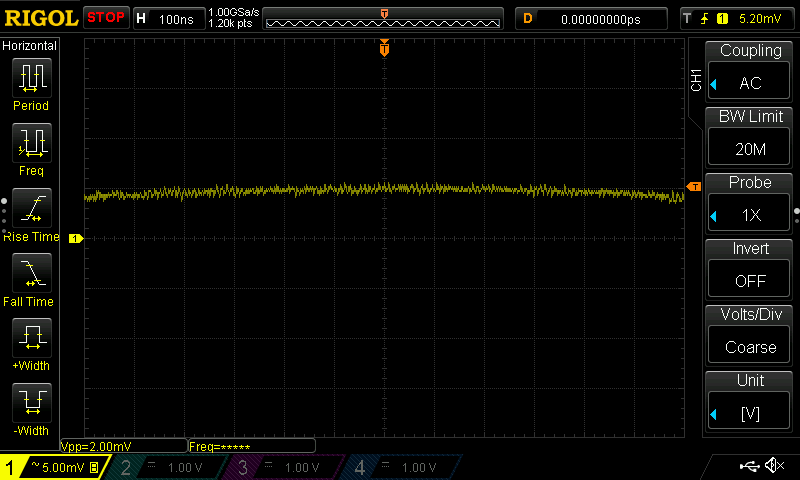 RIGOL STOP H 100ns 1.00GSa/s D 0.00000000ps T 1 5.20mV
1.20k pts
T
Horizontal
Period
Freq
Rise Time
Fall Time
+Width
-Width
T
1
CH1
Coupling
AC
BW Limit
20M
Probe
1X
Invert
OFF
Volts/Div
Coarse
Unit
[V]
Vpp=2.00mV Freq=*****
1 ~ 5.00mV B 2 1.00 V 3 1.00 V 4 1.00 V